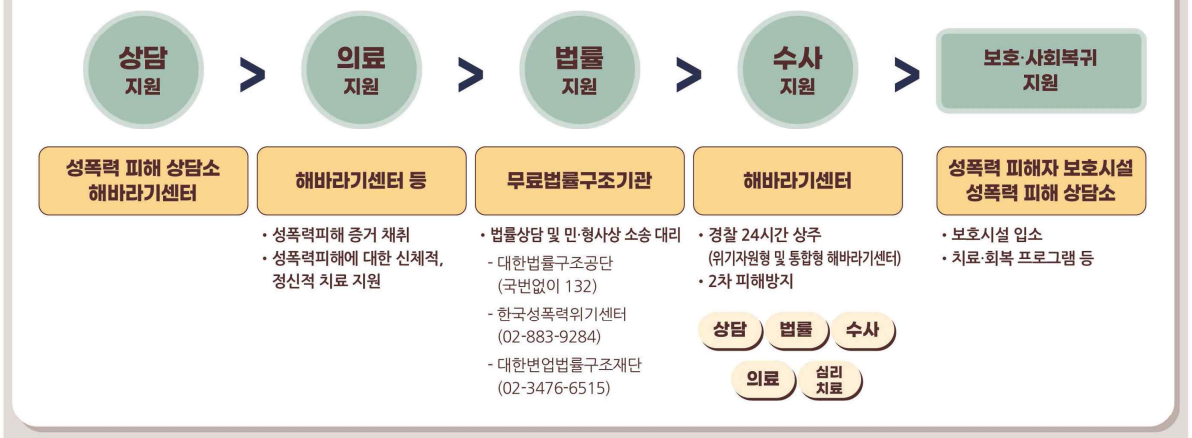 상담
지원
>
의료
지원
>
법률
지원
>
수사
지원
>
보호·사회복귀
지원
성폭력 피해 상담소
해바라기센터
해바라기센터 등
• 성폭력피해 증거 채취
• 성폭력피해에 대한 신체적,
정신적 치료 지원
무료법률구조기관
• 법률상담 및 민·형사상 소송 대리
- 대한법률구조공단
(국번없이 132)
- 한국성폭력위기센터
(02-883-9284)
- 대한변업법률구조재단
(02-3476-6515)
해바라기센터
• 경찰 24시간 상주
(위기자원형 및 통합형 해바라기센터)
• 2차 피해방지
상담
법률
수사
의료
심리
치료
성폭력 피해자 보호시설
성폭력 피해 상담소
• 보호시설 입소
• 치료·회복 프로그램 등